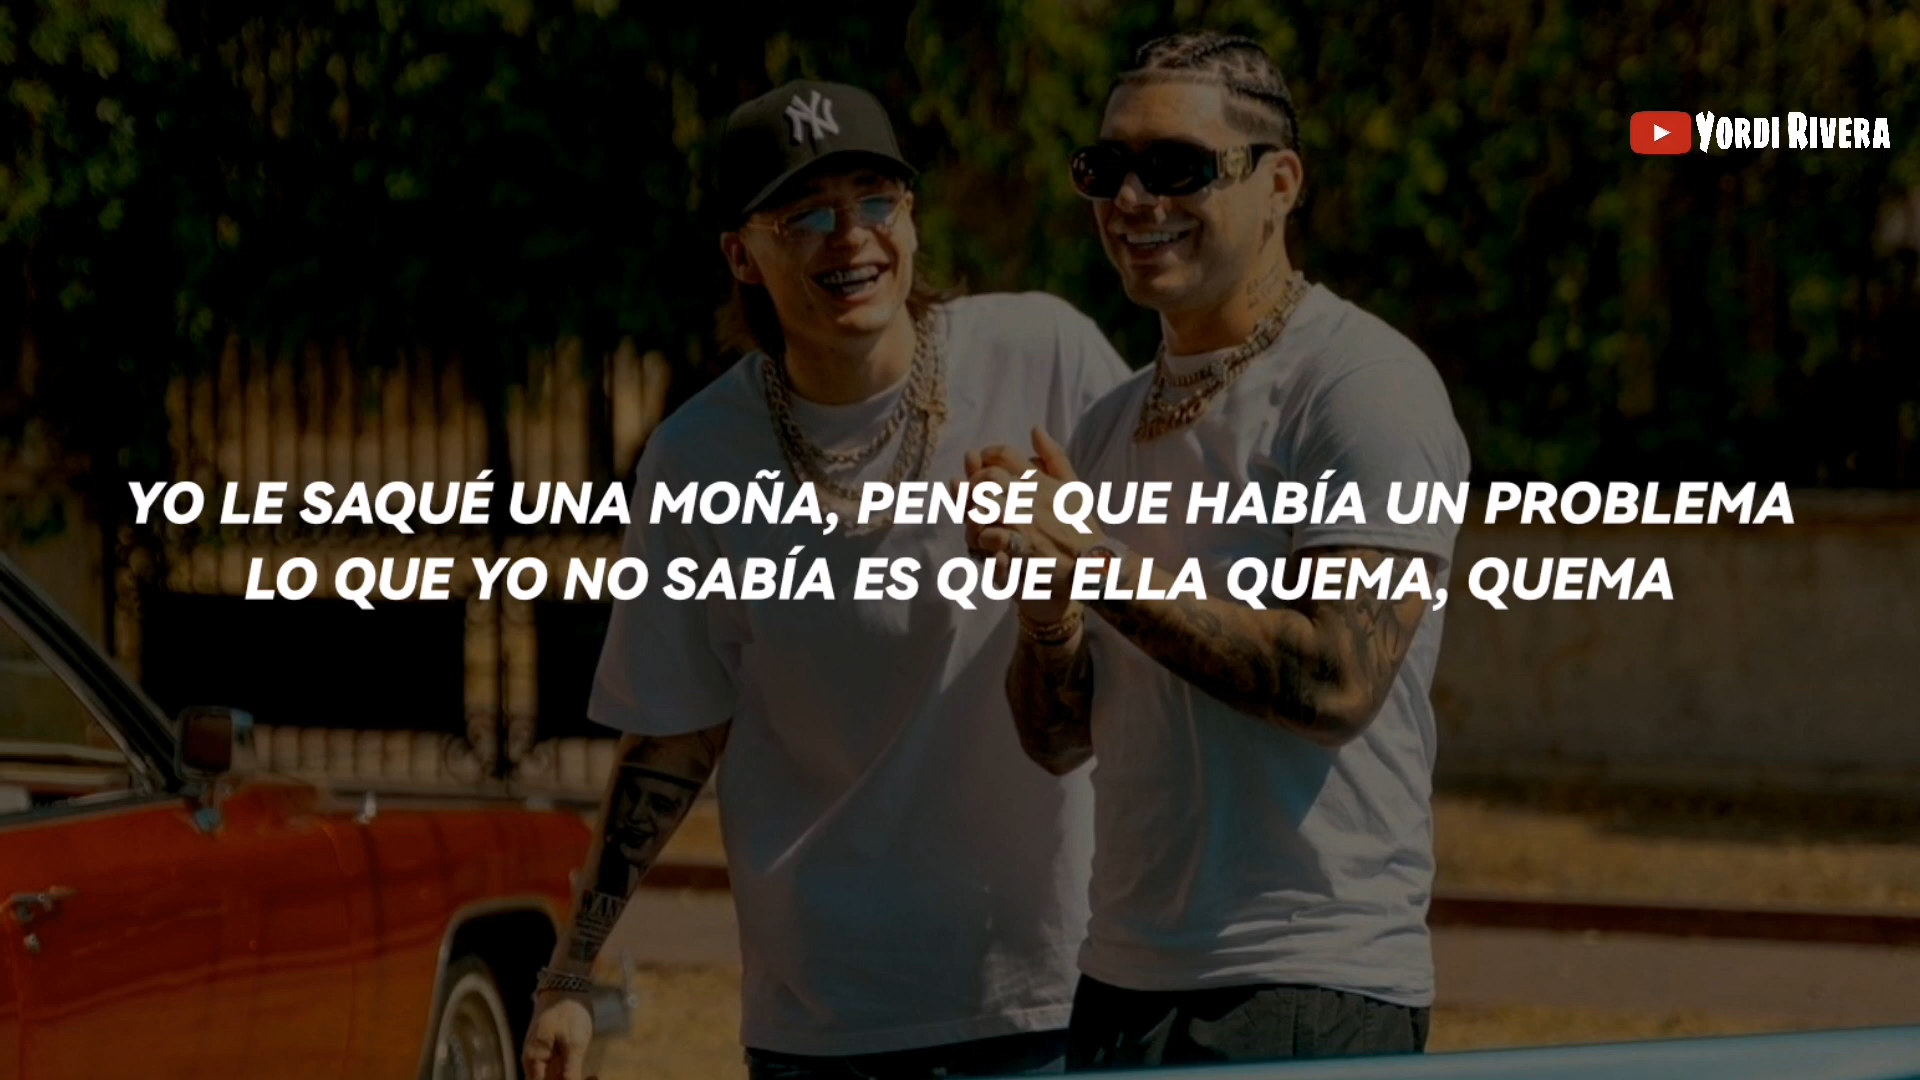 YORDI RIVERA
YO LE SAQUÉ UNA MOÑA, PENSÉ QUE HABÍA UN PROBLEMA
LO QUE YO NO SABÍA ES QUE ELLA QUEMA, QUEMA